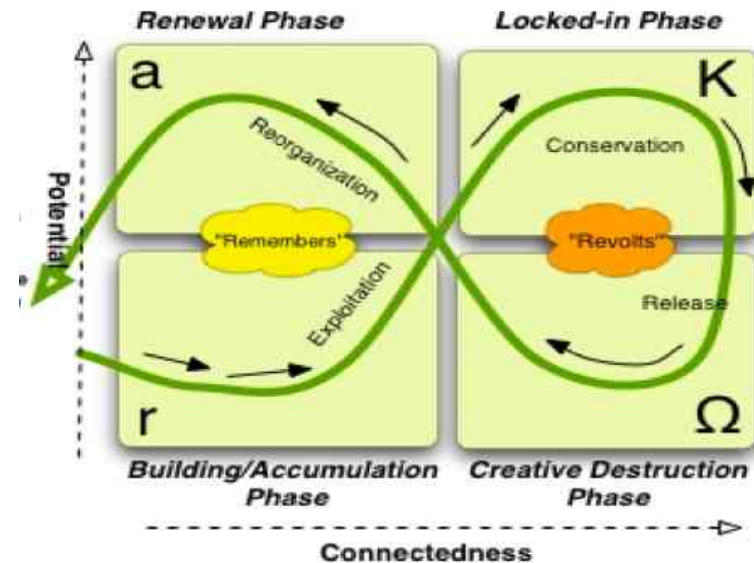 Renewal Phase
Locked-in Phase
a
K
Reorganization
Conservation
Potential
"Remembers"
"Revolts"
Exploitation
Release
r
Ω
Building/Accumulation
Phase
Creative Destruction
Phase
Connectedness